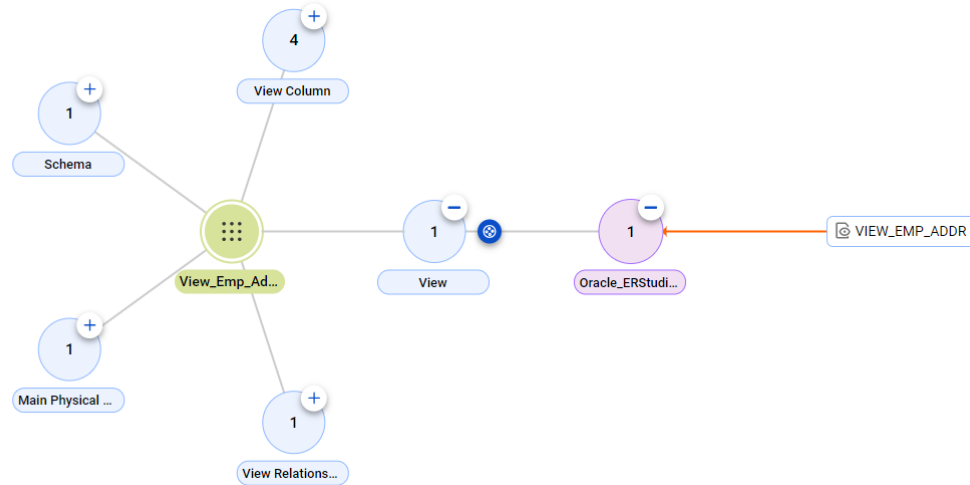 +
4
View Column
+
1
Schema
View_Emp_Ad...
−
1
View
−
1
Oracle_ERStudi...
VIEW_EMP_ADDR
+
1
Main Physical ...
+
1
View Relations...